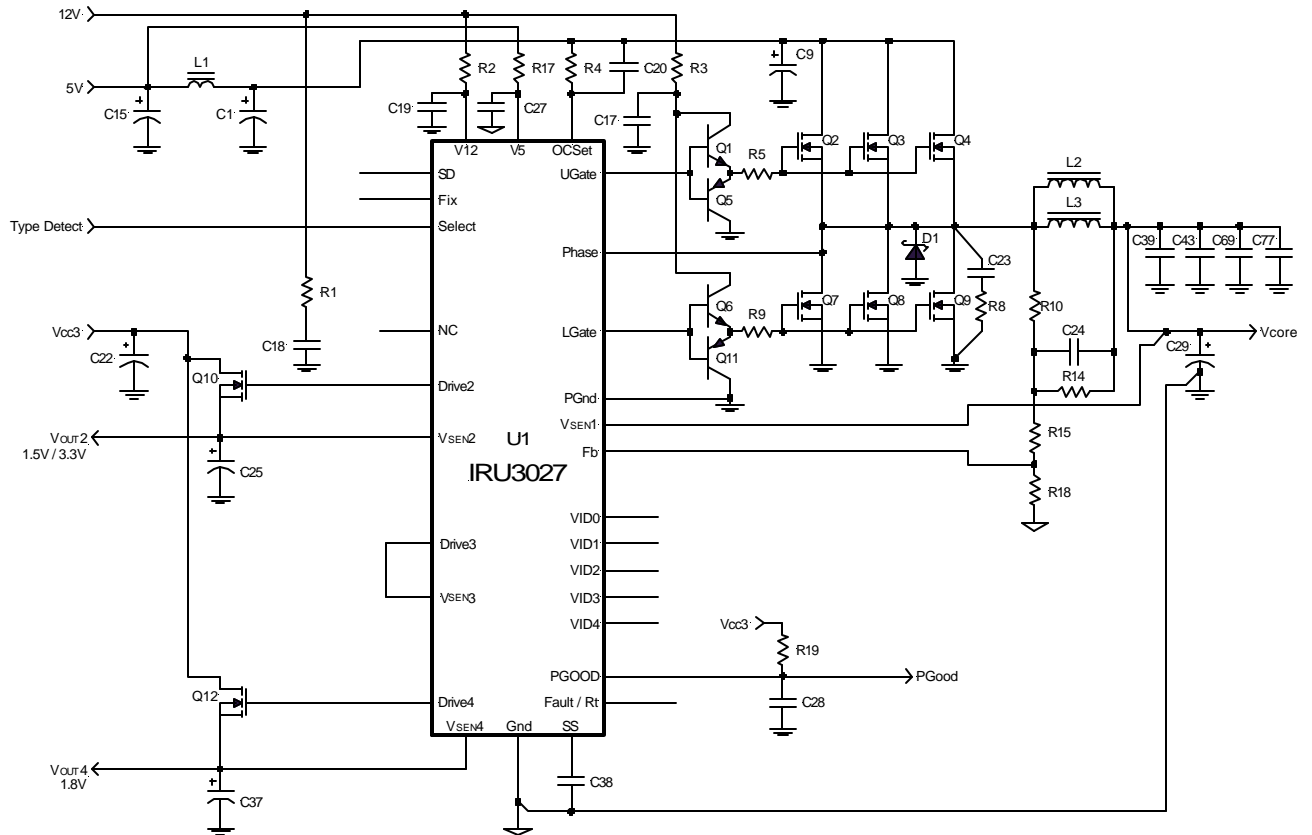 12V
L1
5V
C15
C1
R2
R17
R4
C20
R3
C9
C19
C27
C17
V12
V5
OCSet
Q1
Q2
Q3
Q4
R5
SD
UGate
L2
Fix
Q5
L3
Type Detect
Select
D1
C39
C43
C69
C77
Phase
C23
R1
Q6
Q7
Q8
Q9
R8
R10
R9
Vcc3
NC
LGate
C24
Vcore
C22
C18
Q11
C29
Q10
R14
Drive2
PGnd
VSEN1
VOUT2
VSEN2
U1
R15
1.5V / 3.3V
Fb
C25
IRU3027
R18
VID0
Drive3
VID1
VID2
VSEN3
VID3
VID4
Vcc3
R19
PGOOD
PGood
Q12
Drive4
Fault / Rt
C28
VSEN4
Gnd
SS
VOUT4
1.8V
C38
C37